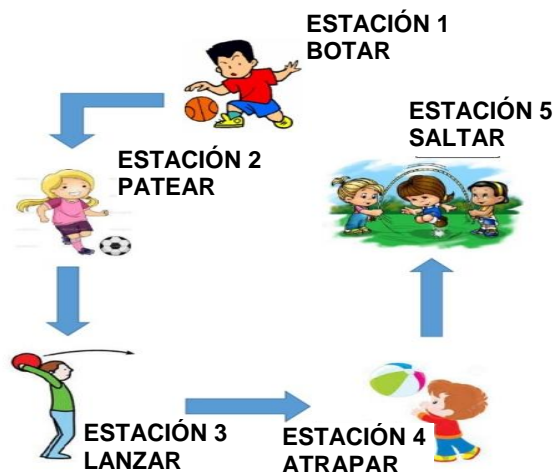 ESTACIÓN 1
BOTAR
ESTACIÓN 2
PATEAR
ESTACIÓN 3
LANZAR
ESTACIÓN 4
ATRAPAR
ESTACIÓN 5
SALTAR